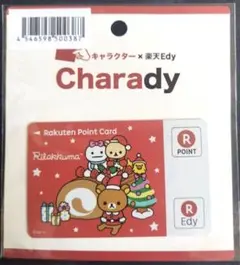 4 546598 500387
キャラクター×楽天Edy
Charady
Rakuten Point Card
Rilakkuma
R
POINT
R
Edy